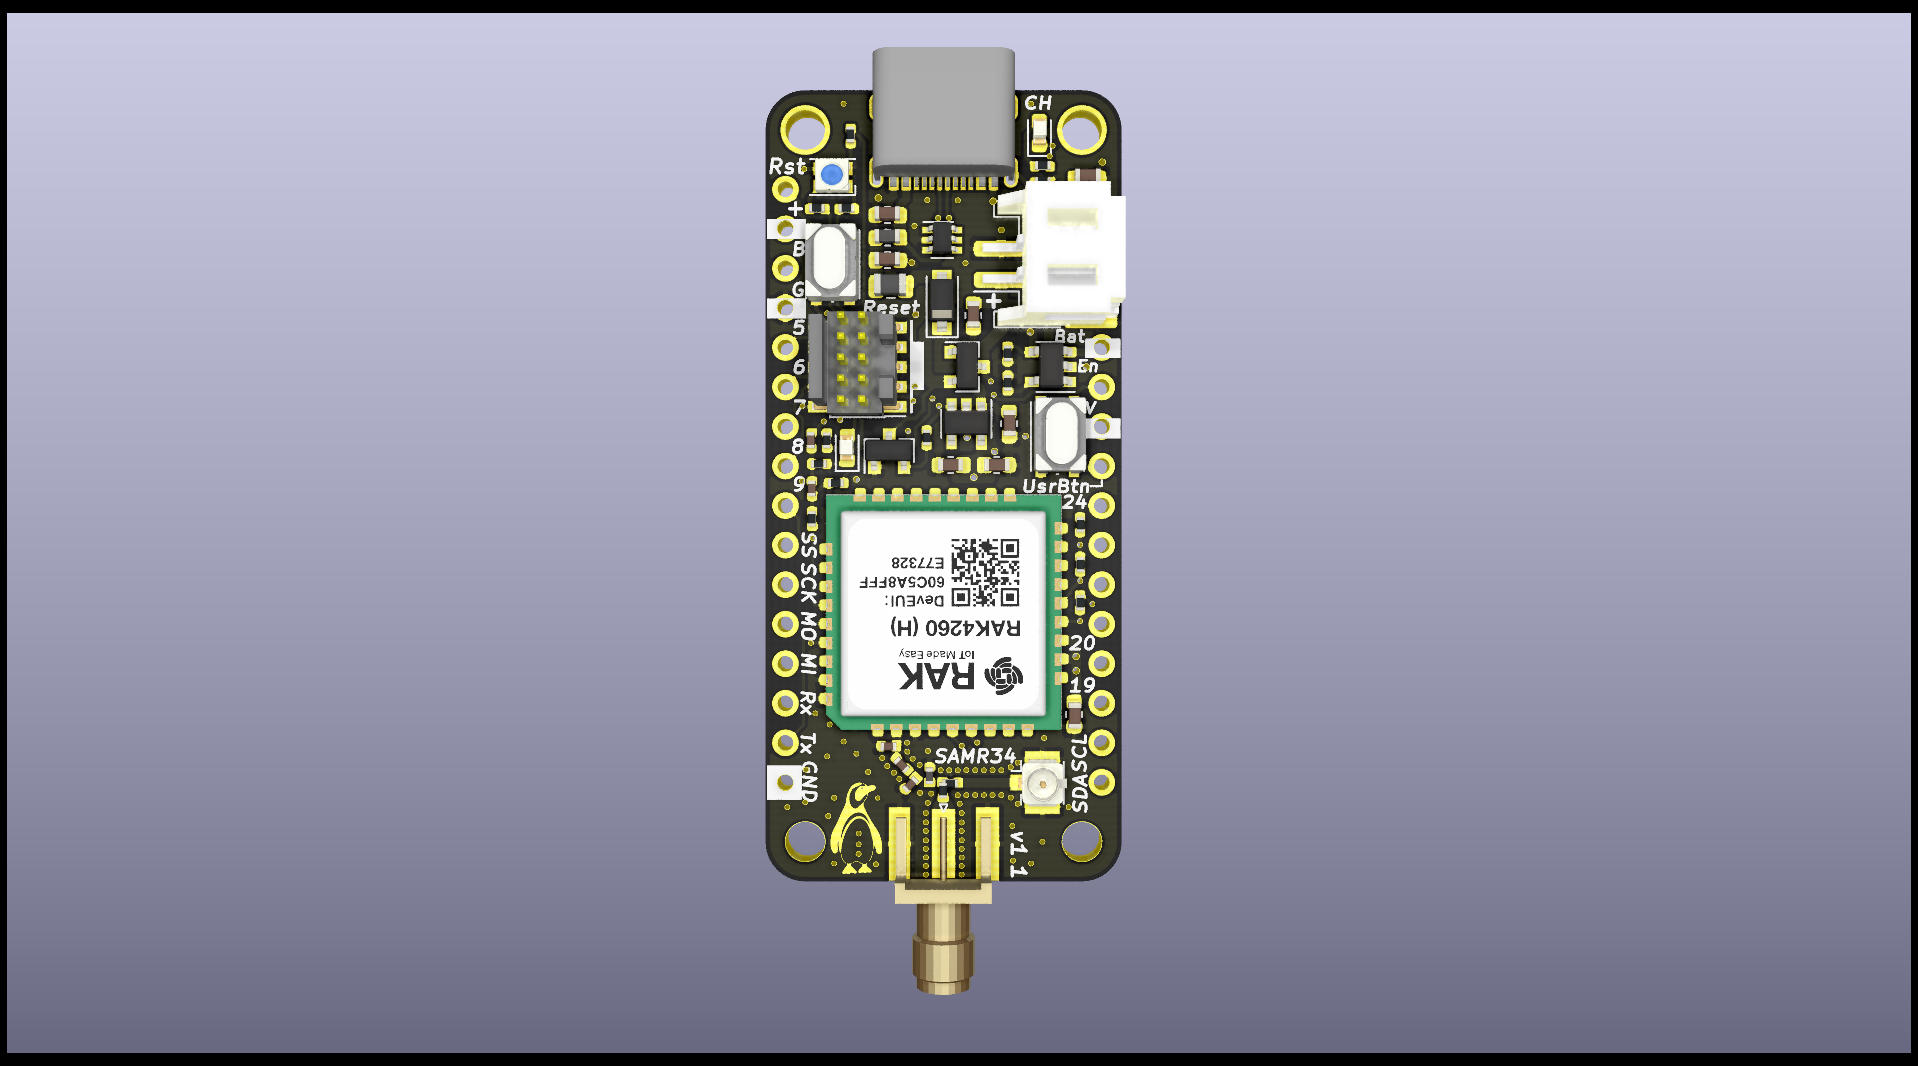 CH
Rst
+
B
G
Reset
+
5
Bat
6
En
7
V
8
9
UsrBtn
24
SS
SCK
MO
MI
Rx
Tx
GND
E77328
60C5A8FFF
DevEUI:
RAK4260 (H)
IoT Made Easy
RAK
20
19
SAMR34
SCL
SDA
v1.1